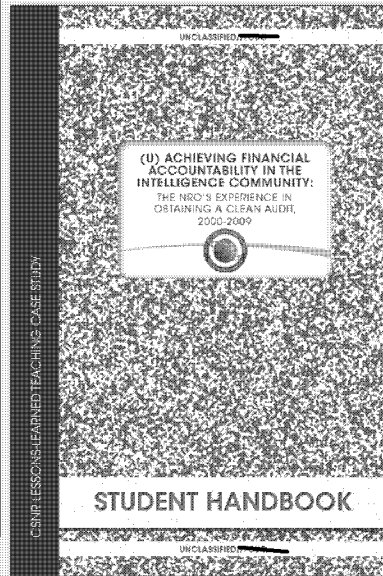 UNCLASSIFIED
(U) ACHIEVING FINANCIAL
ACCOUNTABILITY IN THE
INTELLIGENCE COMMUNITY:
THE NRO'S EXPERIENCE IN
OBTAINING A CLEAN AUDIT,
2000-2009
CSNR LESSONS-LEARNED TEACHING CASE STUDY
STUDENT HANDBOOK
UNCLASSIFIED